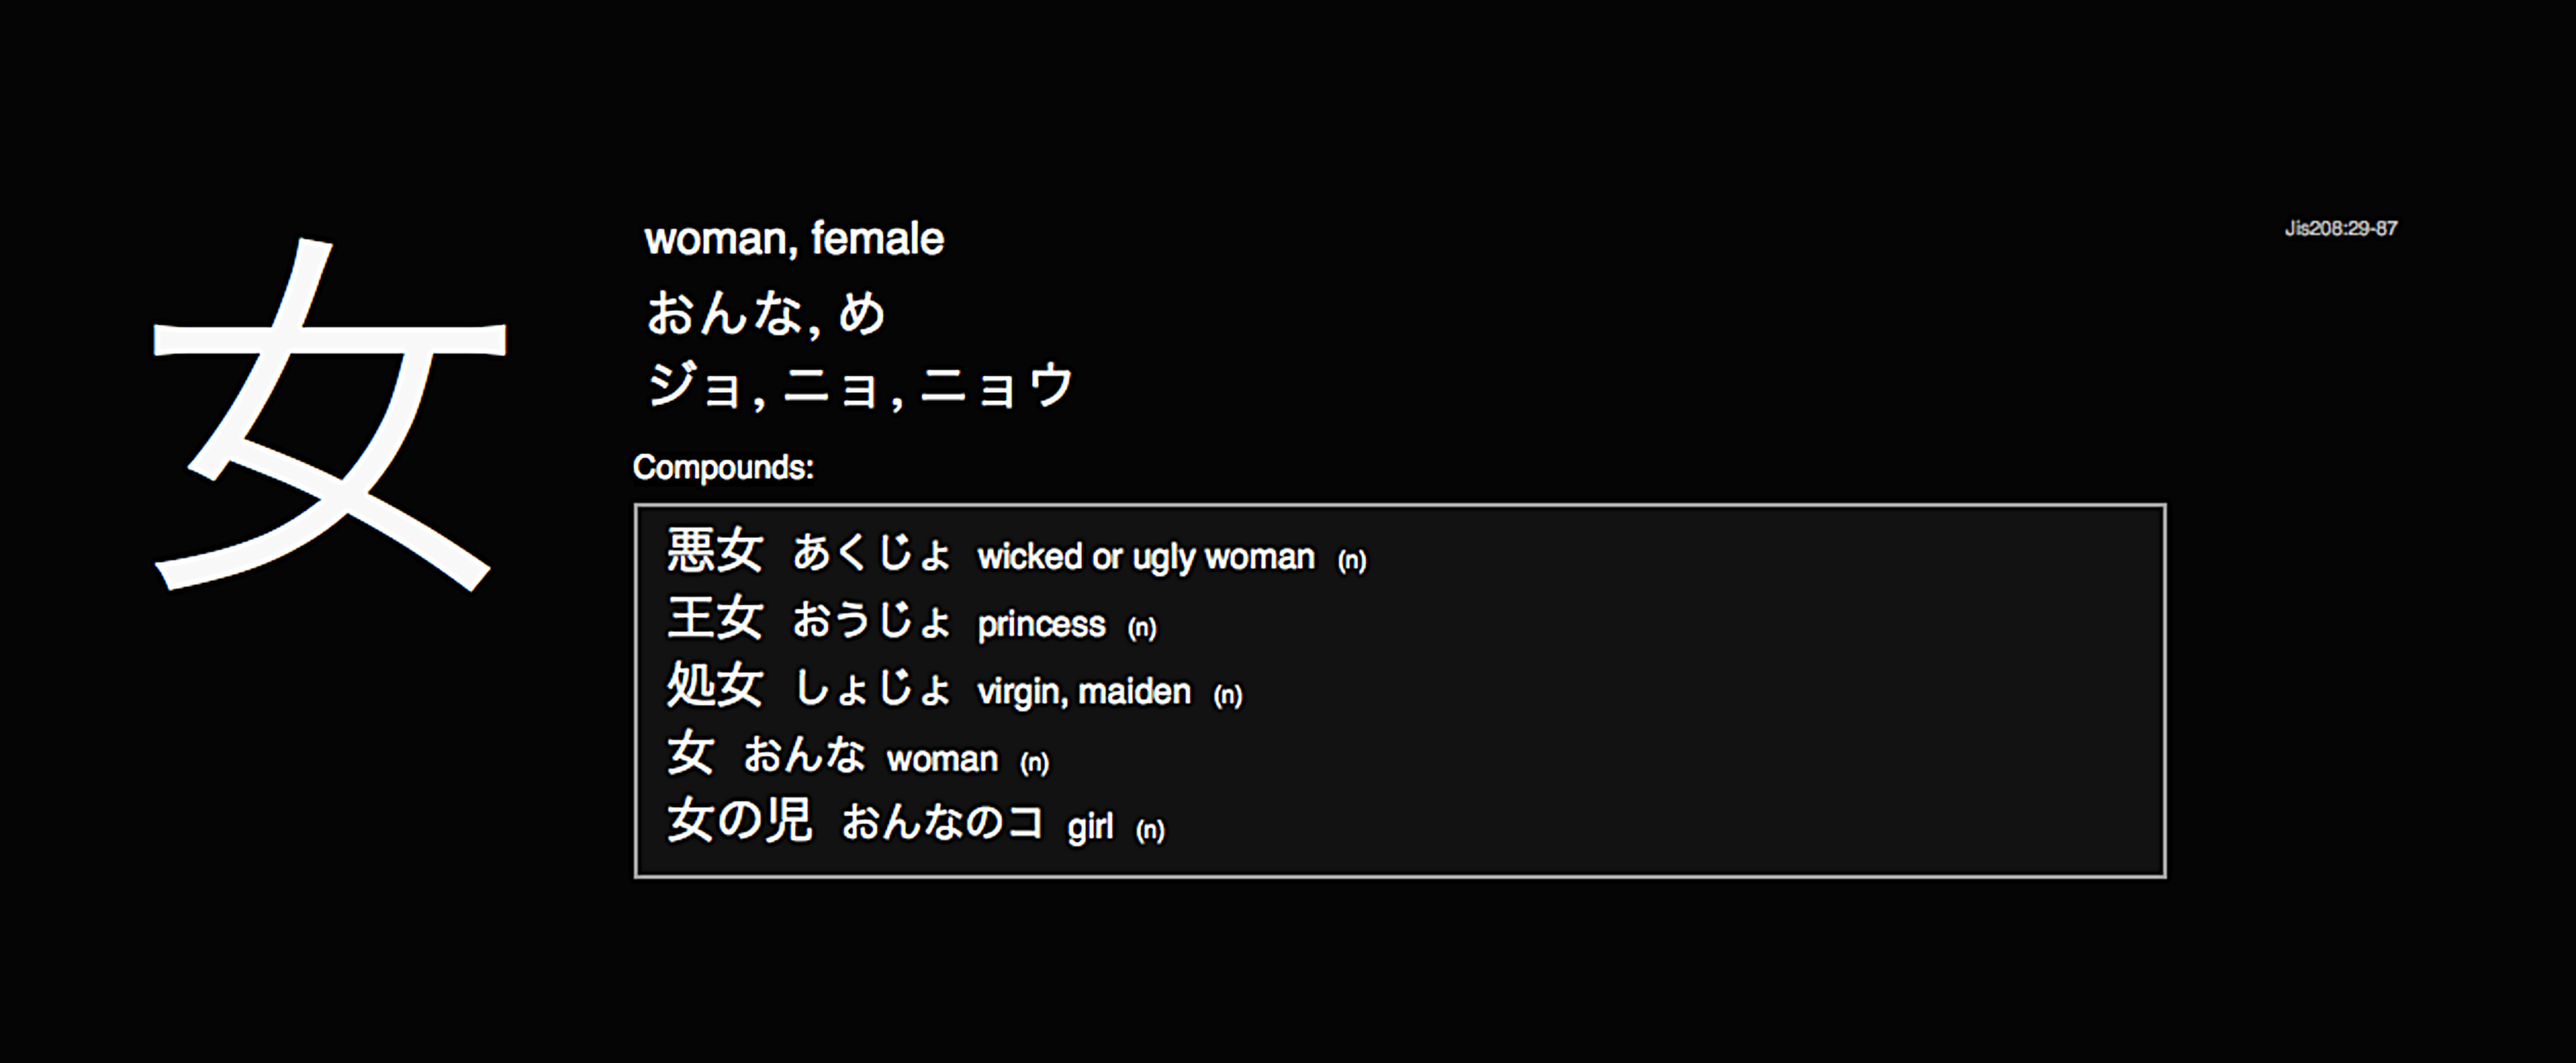 女
woman, female
Jis208:29-87
おんな, め
ジョ, ニョ, ニョウ
Compounds:
悪女 あくじょ wicked or ugly woman (n)
王女 おうじょ princess (n)
処女 しょじょ virgin, maiden (n)
女 おんな woman (n)
女の児 おんなのコ girl (n)